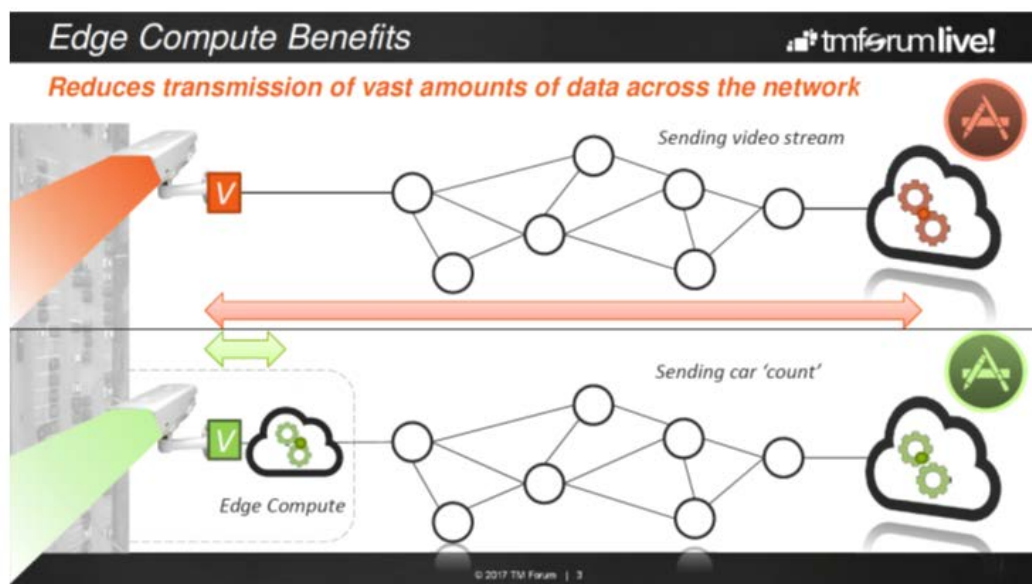 Edge Compute Benefits
tmforumlive!
Reduces transmission of vast amounts of data across the network
Sending video stream
V
Sending car ‘count’
V
Edge Compute
© 2017 TM Forum | 3